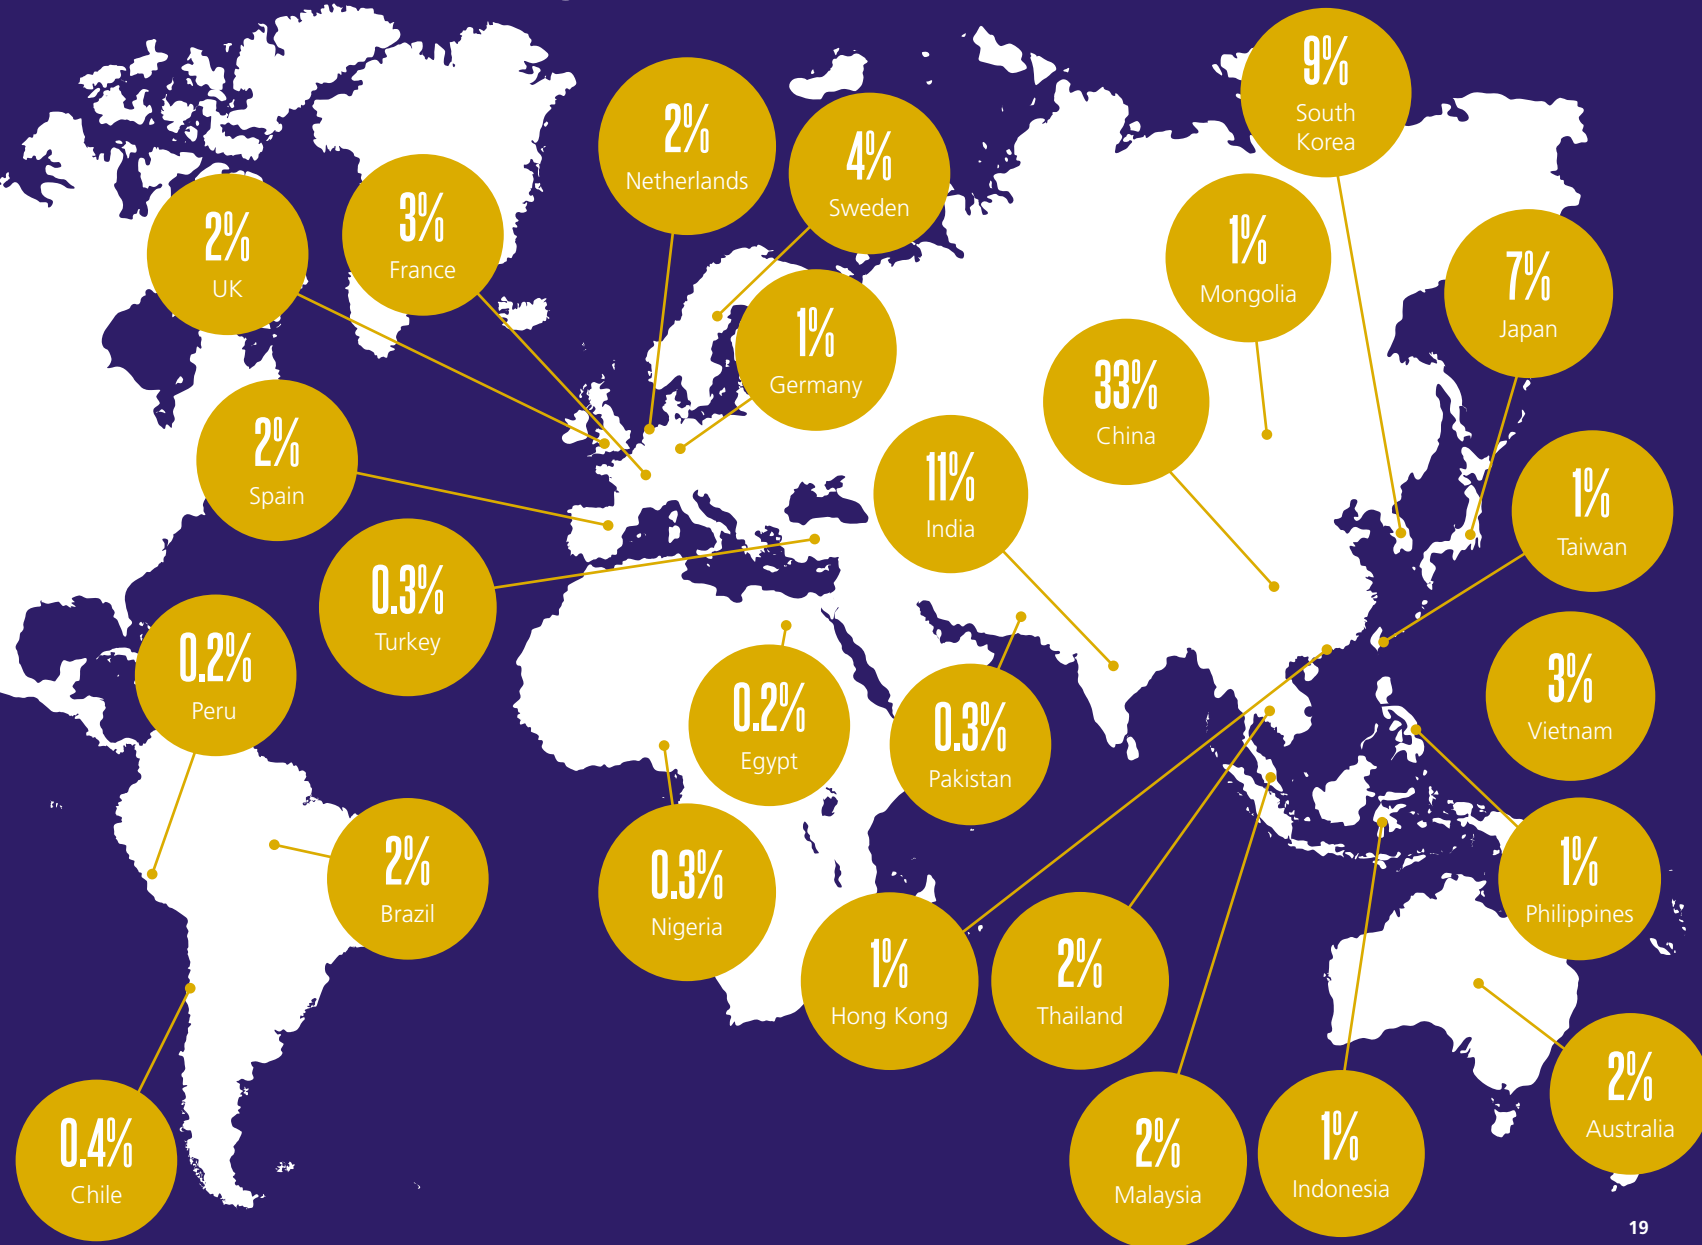 9%
South
Korea
2%
Netherlands
4%
Sweden
3%
France
2%
UK
1%
Mongolia
7%
Japan
1%
Germany
33%
China
2%
Spain
11%
India
1%
Taiwan
0.3%
Turkey
0.2%
Peru
0.2%
Egypt
0.3%
Pakistan
3%
Vietnam
2%
Brazil
0.3%
Nigeria
1%
Philippines
1%
Hong Kong
2%
Thailand
2%
Australia
0.4%
Chile
2%
Malaysia
1%
Indonesia
19